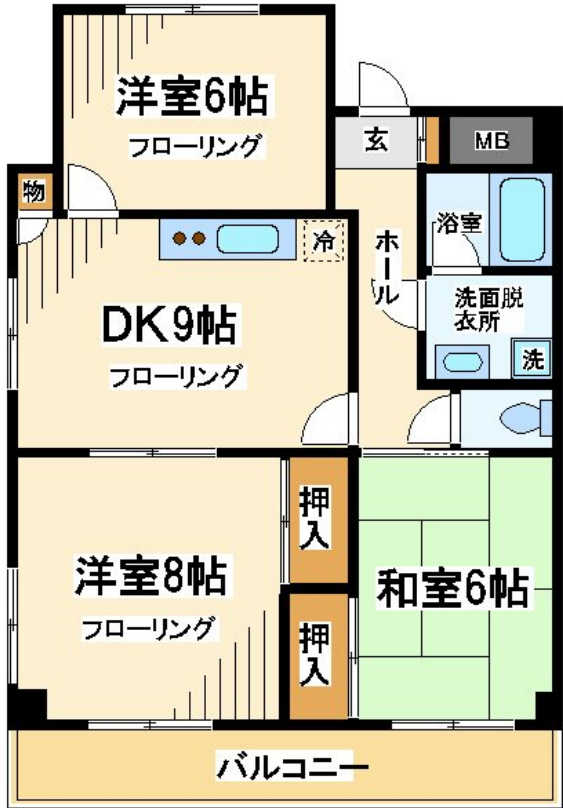 洋室6帖
フローリング
玄
MB
物
浴室
冷
ホール
DK9帖
フローリング
洗面脱
衣所
洗
押入
洋室8帖
フローリング
和室6帖
押入
バルコニー